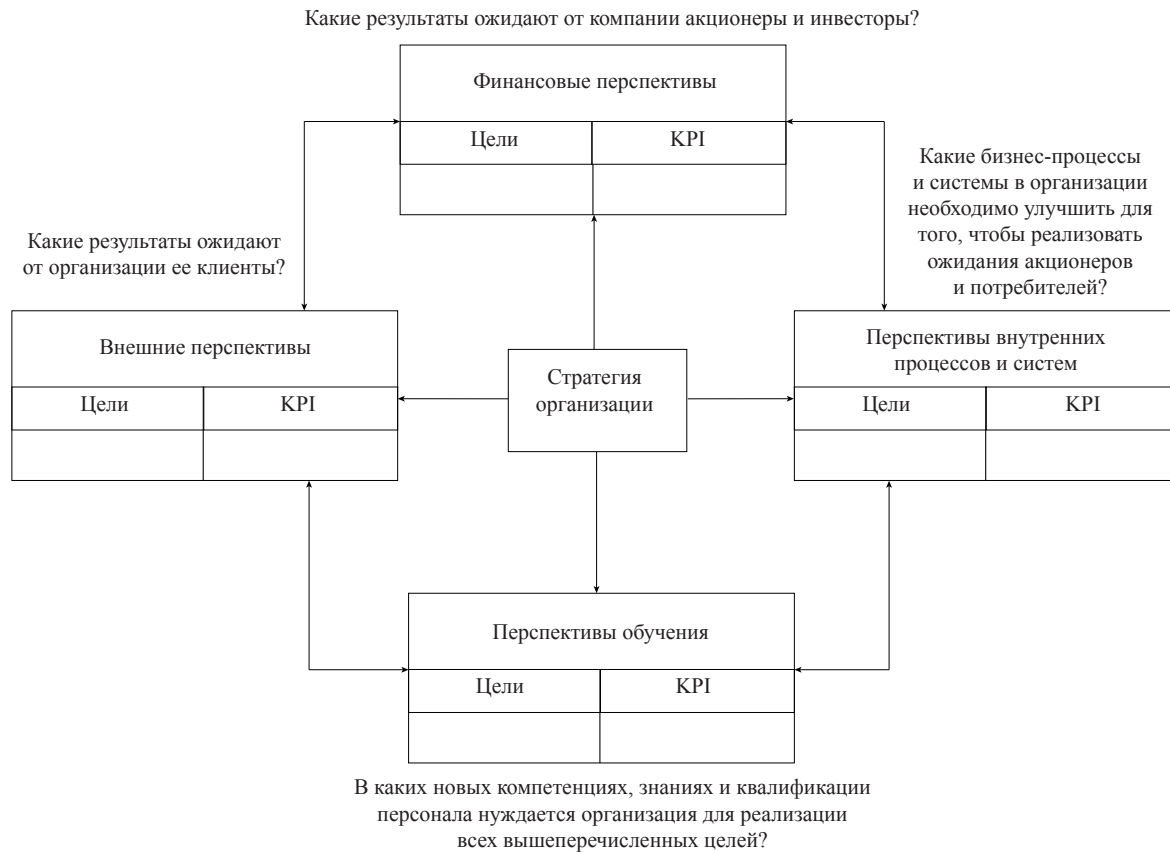 Какие результаты ожидают от компании акционеры и инвесторы?
Финансовые перспективы
Цели
KPI
Какие бизнес-процессы
и системы в организации
необходимо улучшить для
того, чтобы реализовать
ожидания акционеров
и потребителей?
Какие результаты ожидают
от организации ее клиенты?
Внешние перспективы
Цели
KPI
Стратегия
организации
Перспективы внутренних
процессов и систем
Цели
KPI
Перспективы обучения
Цели
KPI
В каких новых компетенциях, знаниях и квалификации
персонала нуждается организация для реализации
всех вышеперечисленных целей?